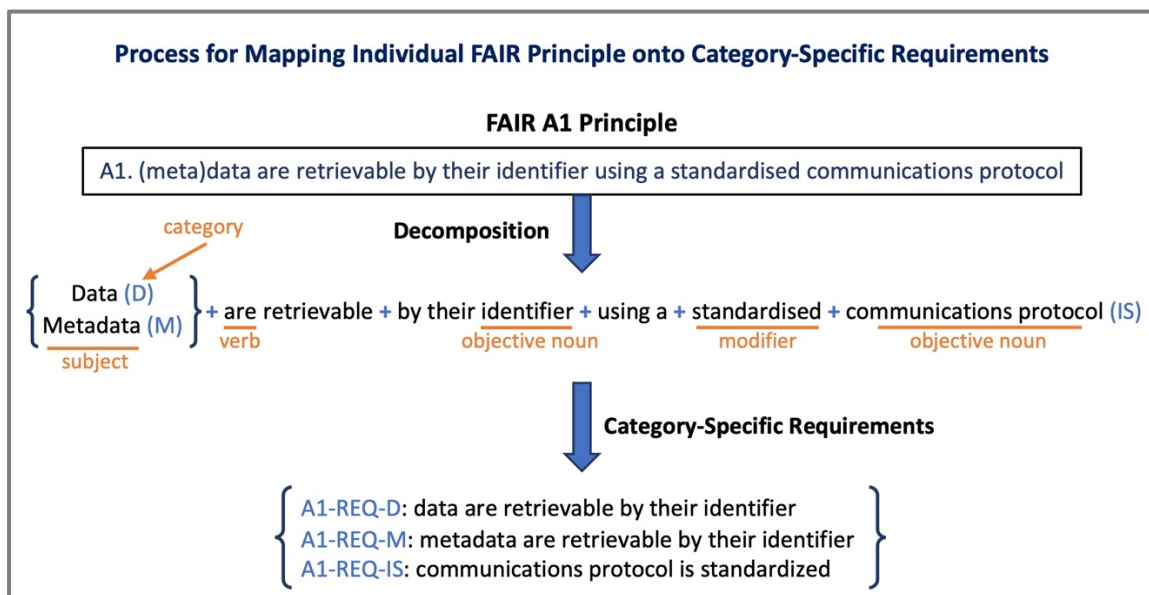 Process for Mapping Individual FAIR Principle onto Category-Specific Requirements
FAIR A1 Principle
A1. (meta)data are retrievable by their identifier using a standardised communications protocol
Decomposition
category
Data (D)
Metadata (M)
subject
+ are retrievable + by their identifier + using a + standardised + communications protocol (IS)
verb
objective noun
modifier
objective noun
Category-Specific Requirements
A1-REQ-D: data are retrievable by their identifier
A1-REQ-M: metadata are retrievable by their identifier
A1-REQ-IS: communications protocol is standardized